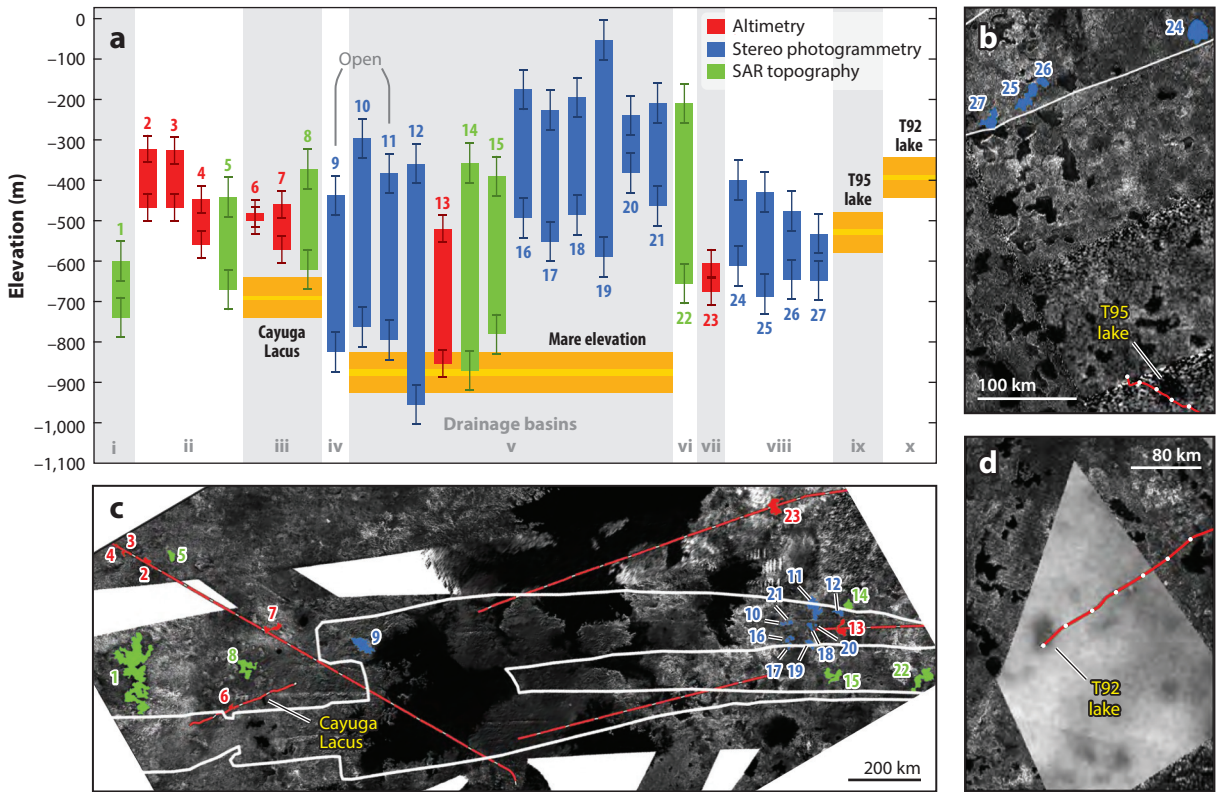 a
Elevation (m)
0
−100
−200
−300
−400
−500
−600
−700
−800
−900
−1,000
−1,100
Altimetry
Stereo photogrammetry
SAR topography
Open
1
2
3
4
5
6
7
8
9
10
11
12
13
14
15
16
17
18
19
20
21
22
23
24
25
26
27
Cayuga
Lacus
Mare elevation
T95
lake
T92
lake
Drainage basins
i
ii
iii
iv
v
vi
vii
viii
ix
x
b
24
26
25
27
T95
lake
100 km
c
3
4
5
2
7
9
1
8
6
Cayuga
Lacus
23
11
12
21
14
10
13
16
20
18
17
19
15
22
200 km
d
80 km
T92
lake